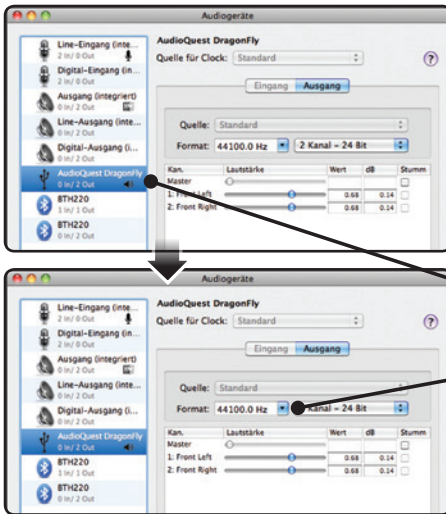 Audiogeräte
Line-Eingang (inte...
2 In/ 0 Out
Digital-Eingang (in...
2 In/ 0 Out
Ausgang (integriert)
0 In/ 2 Out
Line-Ausgang (inte...
0 In/ 2 Out
Digital-Ausgang (i...
0 In/ 2 Out
AudioQuest DragonFly
0 In/ 2 Out
BTH220
1 In/ 1 Out
BTH220
0 In/ 2 Out
AudioQuest DragonFly
Quelle für Clock: Standard
?
Eingang Ausgang
Quelle: Standard
Format: 44100.0 Hz 2 Kanal – 24 Bit
Kan. Lautstärke Wert dB Stumm
Master
1: Front Left 0.68 0.14
2: Front Right 0.68 0.14
Audiogeräte
Line-Eingang (inte...
2 In/ 0 Out
Digital-Eingang (in...
2 In/ 0 Out
Ausgang (integriert)
0 In/ 2 Out
Line-Ausgang (inte...
0 In/ 2 Out
Digital-Ausgang (i...
0 In/ 2 Out
AudioQuest DragonFly
0 In/ 2 Out
BTH220
1 In/ 1 Out
BTH220
0 In/ 2 Out
AudioQuest DragonFly
Quelle für Clock: Standard
?
Eingang Ausgang
Quelle: Standard
Format: 44100.0 Hz Kanal – 24 Bit
Kan. Lautstärke Wert dB Stumm
Master
1: Front Left 0.68 0.14
2: Front Right 0.68 0.14